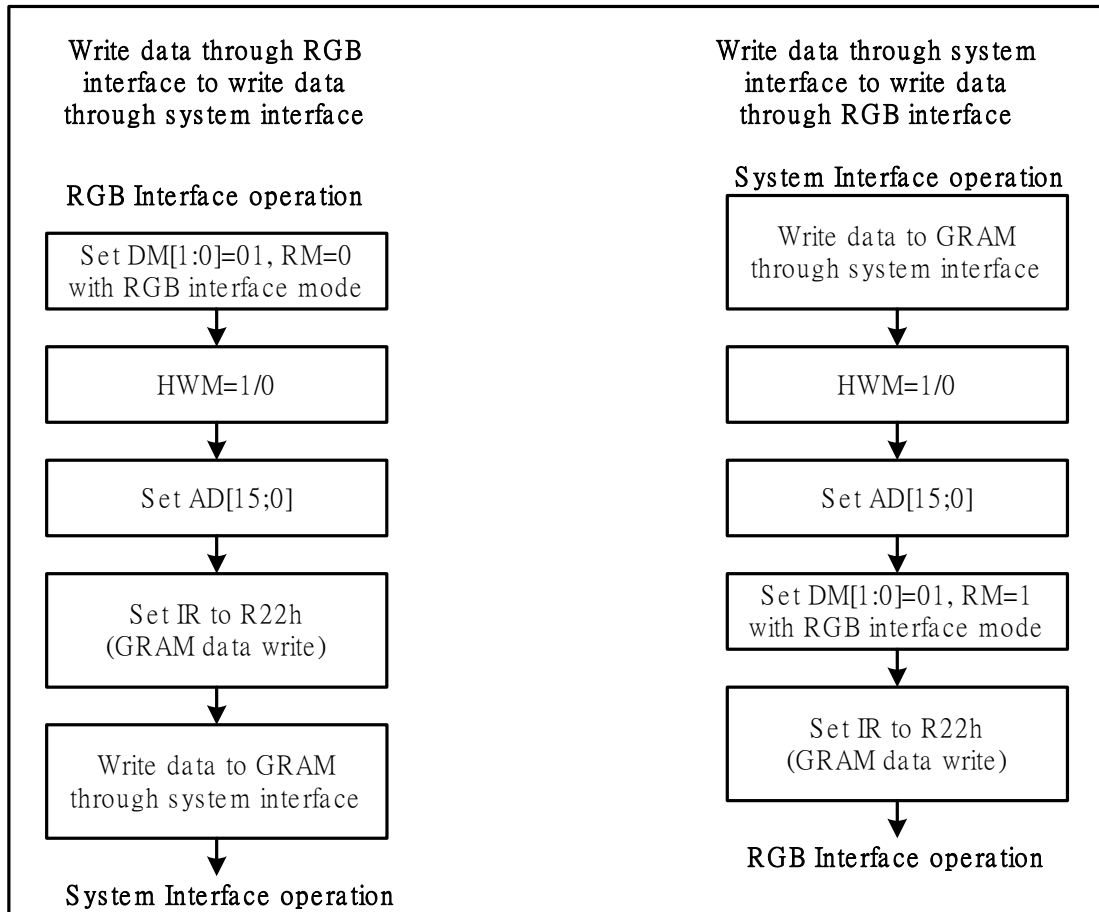 Write data through RGB
interface to write data
through system interface
RGB Interface operation
Set DM[1:0]=01, RM=0
with RGB interface mode
HWM=1/0
Set AD[15;0]
Set IR to R22h
(GRAM data write)
Write data to GRAM
through system interface
System Interface operation
Write data through system
interface to write data
through RGB interface
System Interface operation
Write data to GRAM
through system interface
HWM=1/0
Set AD[15;0]
Set DM[1:0]=01, RM=1
with RGB interface mode
Set IR to R22h
(GRAM data write)
RGB Interface operation